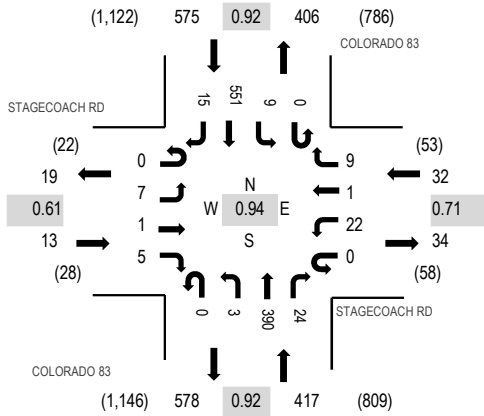 (1,122) 575 0.92 406 (786)
COLORADO 83
STAGECOACH RD
15 551 9 0
(22) (53)
19 0 9 32
7 N 1
0.61 W 0.94 E 0.71
1 S 22
13 5 0 34
(28) (58)
0 3 390 24
STAGECOACH RD
COLORADO 83
(1,146) 578 0.92 417 (809)